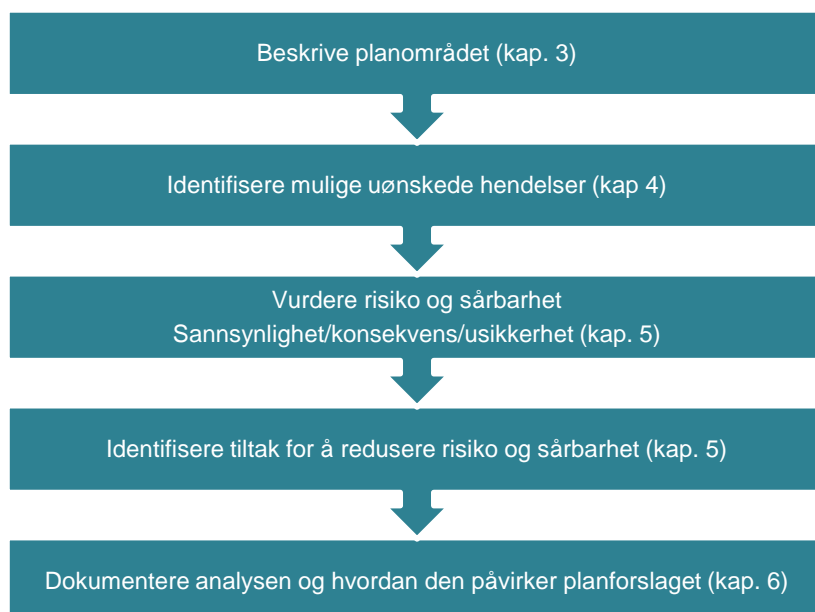 Beskrive planområdet (kap. 3)
Identifisere mulige uønskede hendelser (kap 4)
Vurdere risiko og sårbarhet
Sannsynlighet/konsekvens/usikkerhet (kap. 5)
Identifisere tiltak for å redusere risiko og sårbarhet (kap. 5)
Dokumentere analysen og hvordan den påvirker planforslaget (kap. 6)